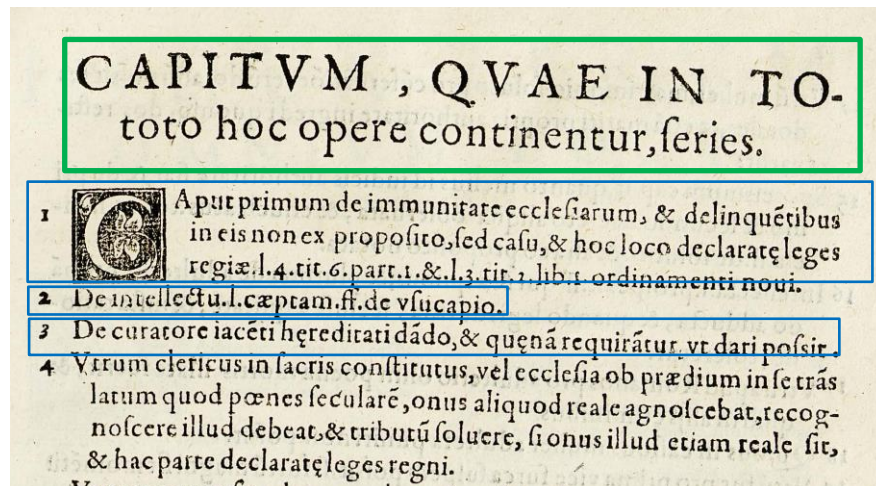 CAPITVM, QVAE IN TO-
toto hoc opere continentur, ſeries.
1 CAput primum de immunitate eccleſiarum, & delinquētibus
in eis non ex propoſito, ſed caſu, & hoc loco declaratę leges
regiæ. l. 4. tit. 6. part. 1. & l. 3. tit. 2. lib. 1. ordinamenti noui.
2 De intellectu. l. cæptam. ff. de vſucapio.
3 De curatore iacēti hęreditati dādo, & quęnā requirātur, vt dari poſsit.
4 Vtrum clericus in ſacris conſtitutus, vel eccleſia ob prædium in ſe trās
latum quod pœnes ſecularē, onus aliquod reale agnoſcebat, recog-
noſcere illud debeat, & tributū ſoluere, ſi onus illud etiam reale ſit,
& hac parte declaratę leges regni.